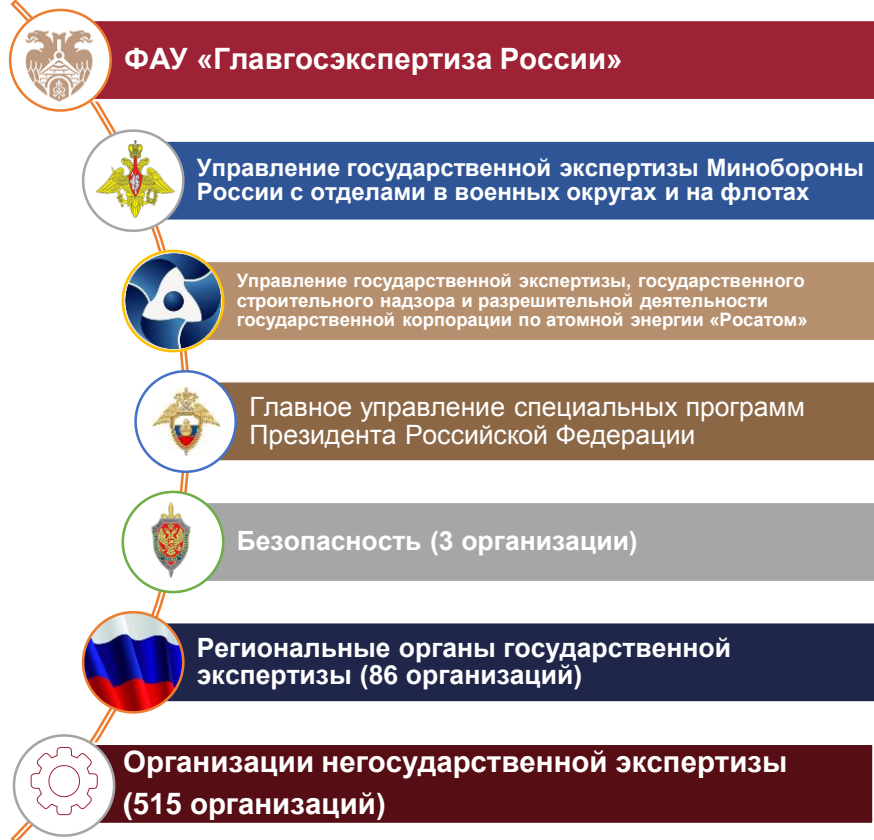 ФАУ «Главгосэкспертиза России»
Управление государственной экспертизы Минобороны
России с отделами в военных округах и на флотах
Управление государственной экспертизы, государственного
строительного надзора и разрешительной деятельности
государственной корпорации по атомной энергии «Росатом»
Главное управление специальных программ
Президента Российской Федерации
Безопасность (3 организации)
Региональные органы государственной
экспертизы (86 организаций)
Организации негосударственной экспертизы
(515 организаций)